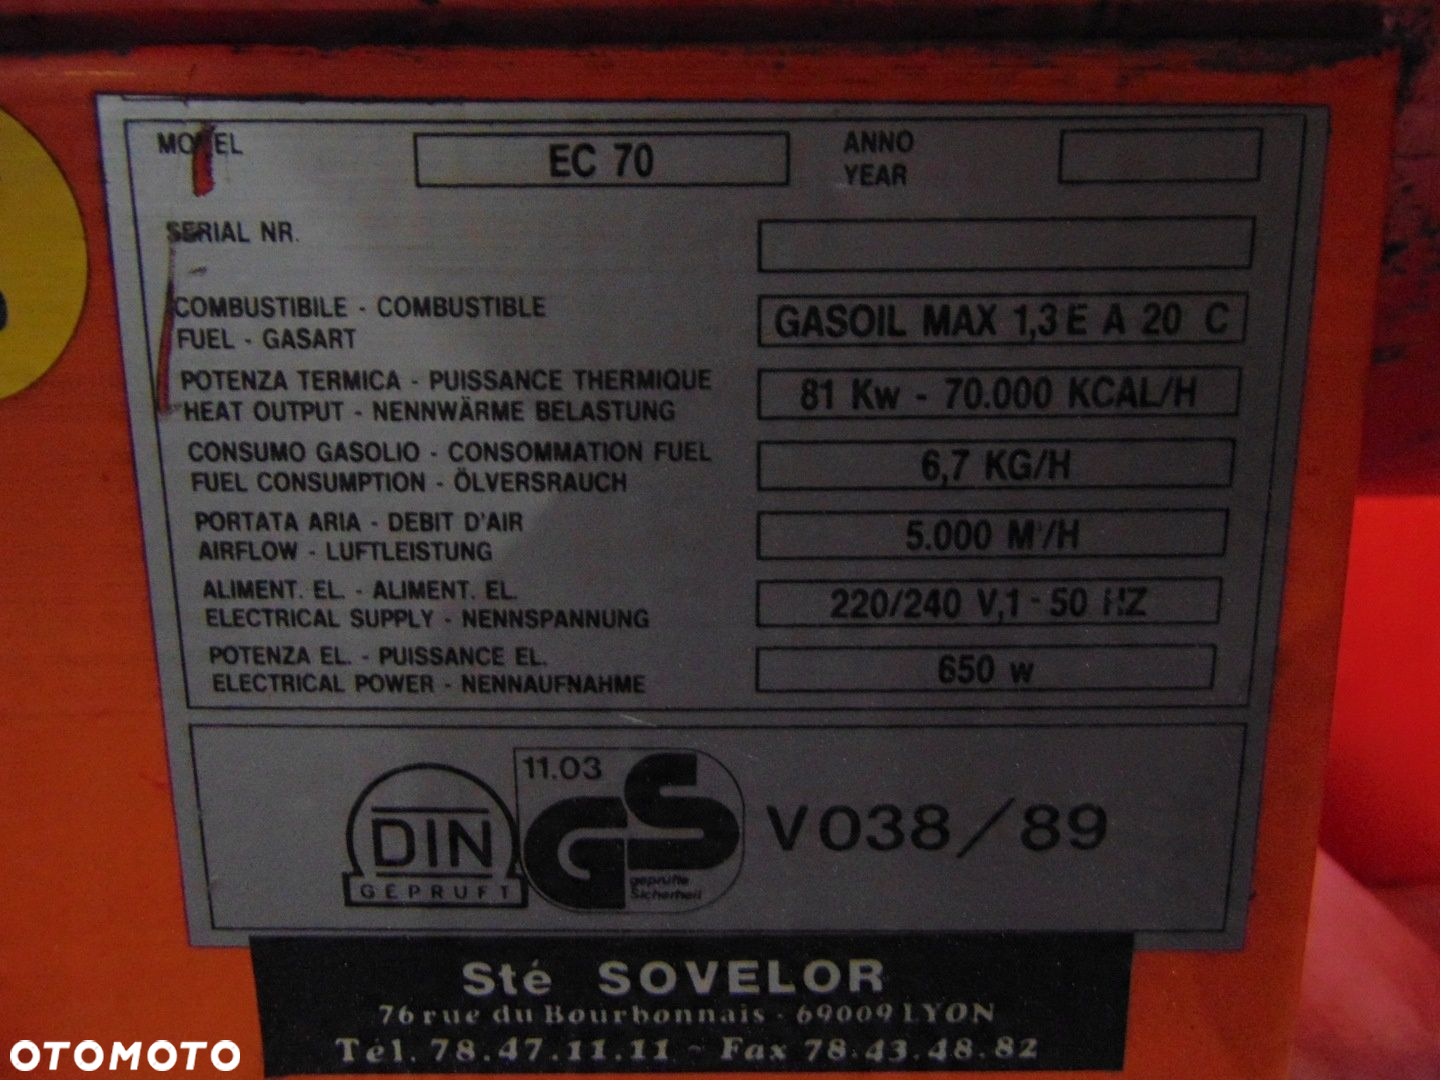 MODEL EC 70 ANNO
YEAR
SERIAL NR.
COMBUSTIBILE - COMBUSTIBLE
FUEL - GASART
GASOIL MAX 1,3 E A 20 C
POTENZA TERMICA - PUISSANCE THERMIQUE
HEAT OUTPUT - NENNWÄRME BELASTUNG
81 Kw - 70.000 KCAL/H
CONSUMO GASOLIO - CONSOMMATION FUEL
FUEL CONSUMPTION - ÖLVERSRAUCH
6,7 KG/H
PORTATA ARIA - DEBIT D'AIR
AIRFLOW - LUFTLEISTUNG
5.000 M³/H
ALIMENT. EL. - ALIMENT. EL.
ELECTRICAL SUPPLY - NENNSPANNUNG
220/240 V,1 - 50 HZ
POTENZA EL. - PUISSANCE EL.
ELECTRICAL POWER - NENNAUFNAHME
650 w
DIN
GEPRUFT
11.03
GS
geprüfte
Sicherheit
V038/89
Sté SOVELOR
76 rue du Bourbonnais - 69009 LYON
Tél. 78.47.11.11 - Fax 78.43.48.82
OTOMOTO